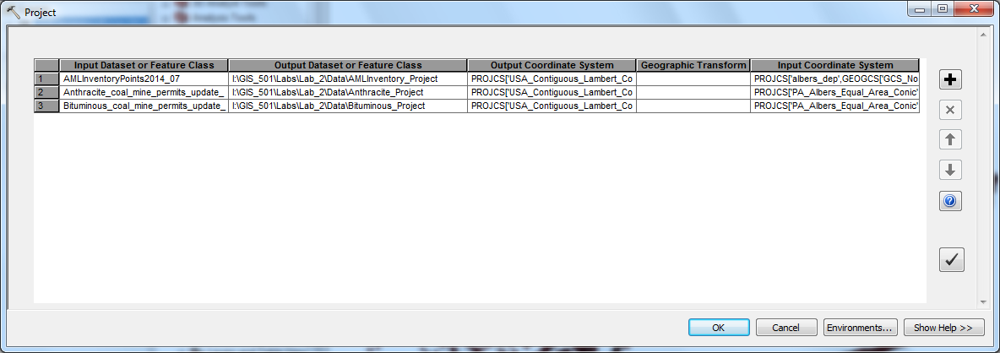 Project
Analysis Tools
Input Dataset or Feature Class Output Dataset or Feature Class Output Coordinate System Geographic Transform Input Coordinate System
1 AMLInventoryPoints2014_07 I:\GIS_501\Labs\Lab_2\Data\AMLInventory_Project PROJCS['USA_Contiguous_Lambert_Co PROJCS['albers_dep',GEOGCS['GCS_No
2 Anthracite_coal_mine_permits_update_ I:\GIS_501\Labs\Lab_2\Data\Anthracite_Project PROJCS['USA_Contiguous_Lambert_Co PROJCS['PA_Albers_Equal_Area_Conic'
3 Bituminous_coal_mine_permits_update_ I:\GIS_501\Labs\Lab_2\Data\Bituminous_Project PROJCS['USA_Contiguous_Lambert_Co PROJCS['PA_Albers_Equal_Area_Conic'
OK Cancel Environments... Show Help >>